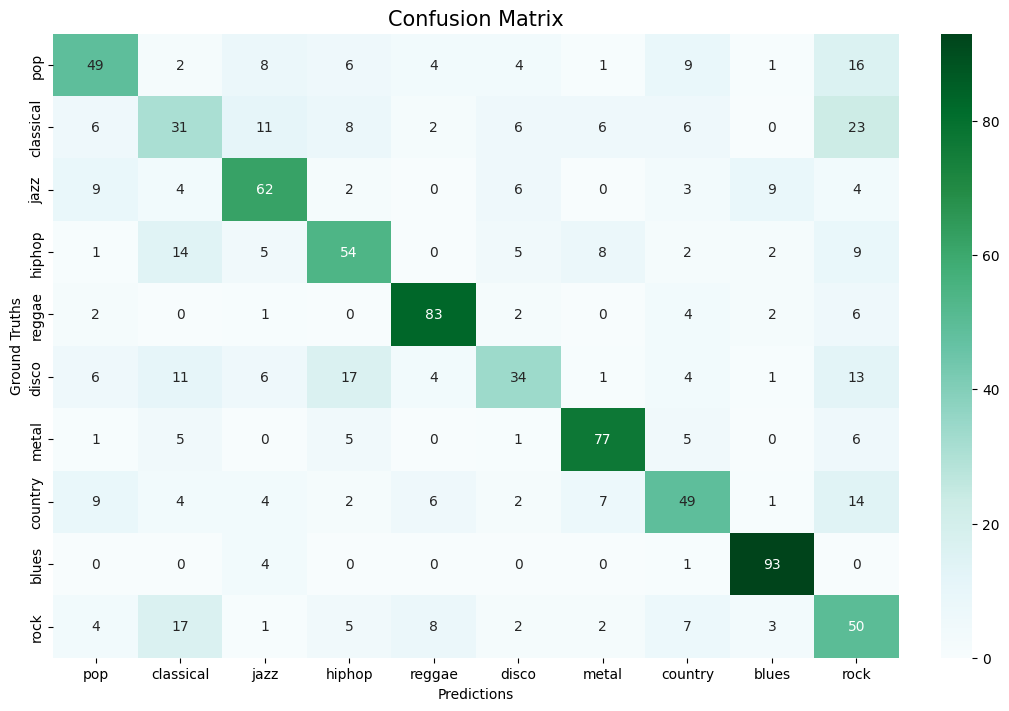 Confusion Matrix
pop 49 2 8 6 4 4 1 9 1 16
classical 6 31 11 8 2 6 6 6 0 23
jazz 9 4 62 2 0 6 0 3 9 4
hiphop 1 14 5 54 0 5 8 2 2 9
reggae 2 0 1 0 83 2 0 4 2 6
disco 6 11 6 17 4 34 1 4 1 13
metal 1 5 0 5 0 1 77 5 0 6
country 9 4 4 2 6 2 7 49 1 14
blues 0 0 4 0 0 0 0 1 93 0
rock 4 17 1 5 8 2 2 7 3 50
pop classical jazz hiphop reggae disco metal country blues rock
Predictions
Ground Truths
80
60
40
20
0